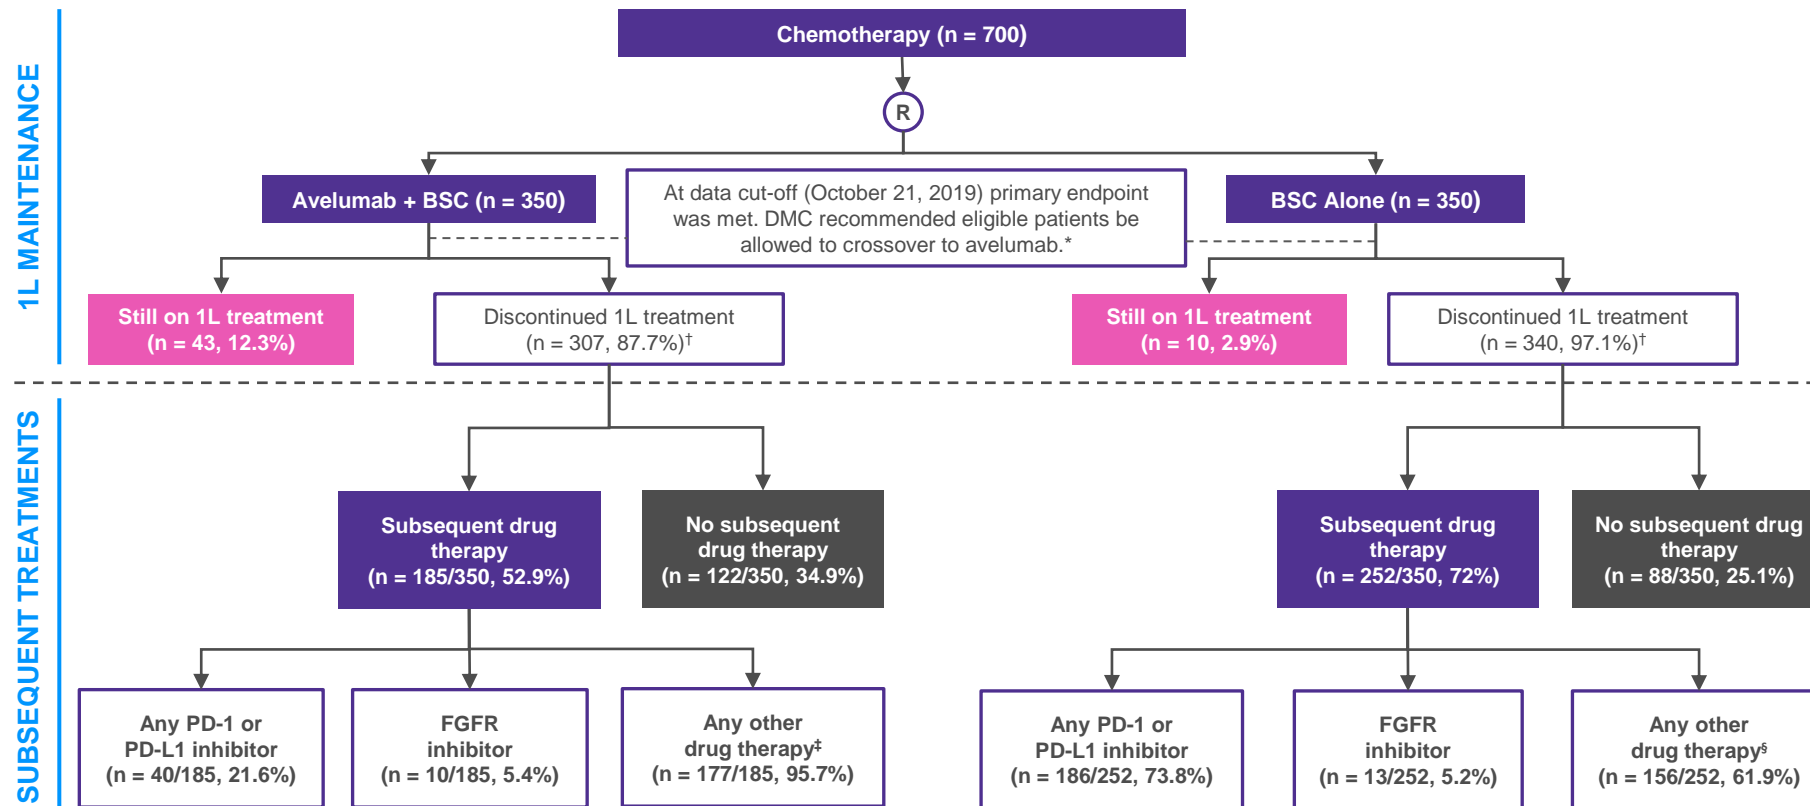 1L MAINTENANCE
Chemotherapy (n = 700)
R
Avelumab + BSC (n = 350)
At data cut-off (October 21, 2019) primary endpoint
was met. DMC recommended eligible patients be
allowed to crossover to avelumab.*
BSC Alone (n = 350)
Still on 1L treatment
(n = 43, 12.3%)
Discontinued 1L treatment
(n = 307, 87.7%)†
Still on 1L treatment
(n = 10, 2.9%)
Discontinued 1L treatment
(n = 340, 97.1%)†
SUBSEQUENT TREATMENTS
Subsequent drug
therapy
(n = 185/350, 52.9%)
No subsequent
drug therapy
(n = 122/350, 34.9%)
Subsequent drug
therapy
(n = 252/350, 72%)
No subsequent drug
therapy
(n = 88/350, 25.1%)
Any PD-1 or
PD-L1 inhibitor
(n = 40/185, 21.6%)
FGFR
inhibitor
(n = 10/185, 5.4%)
Any other
drug therapy‡
(n = 177/185, 95.7%)
Any PD-1 or
PD-L1 inhibitor
(n = 186/252, 73.8%)
FGFR
inhibitor
(n = 13/252, 5.2%)
Any other
drug therapy§
(n = 156/252, 61.9%)